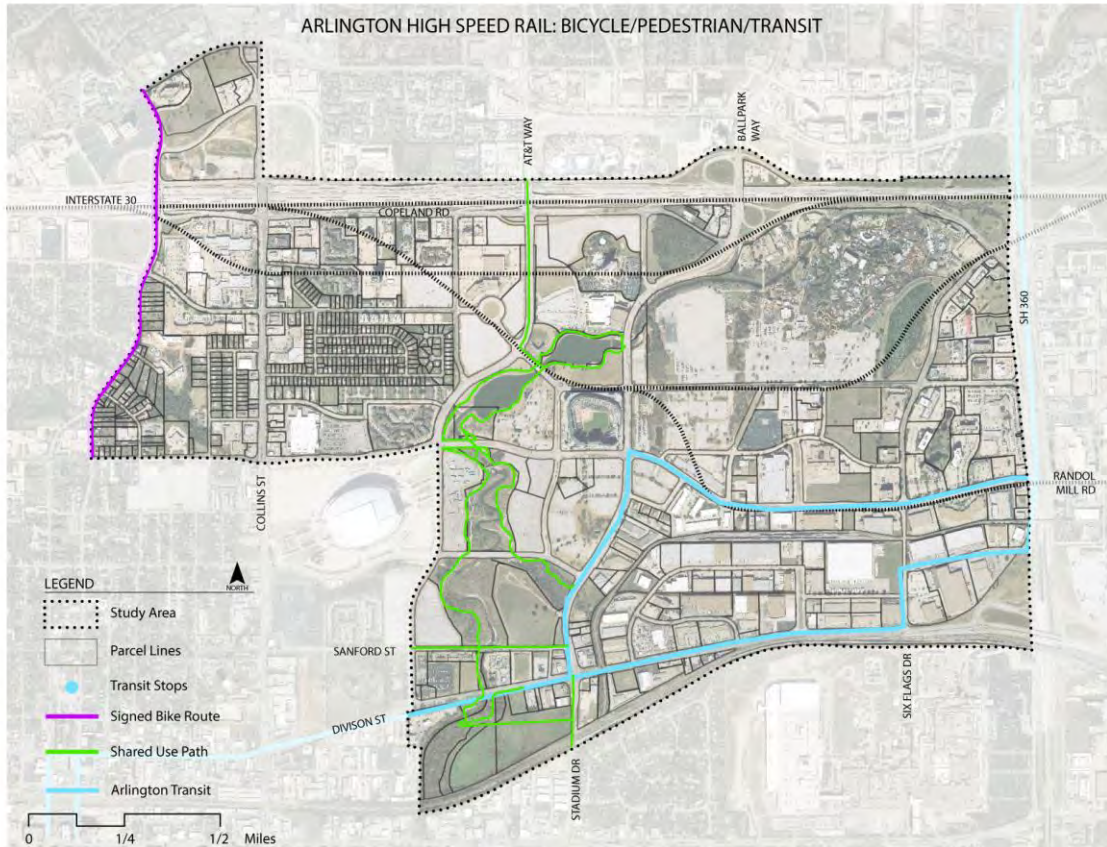 ARLINGTON HIGH SPEED RAIL: BICYCLE/PEDESTRIAN/TRANSIT
BALLPARK
WAY
AT&T WAY
INTERSTATE 30
COPELAND RD
SH 360
RANDOL
MILL RD
COLLINS ST
LEGEND
NORTH
Study Area
Parcel Lines
Transit Stops
Signed Bike Route
Shared Use Path
Arlington Transit
0 1/4 1/2 Miles
SANFORD ST
DIVISON ST
STADIUM DR
SIX FLAGS DR